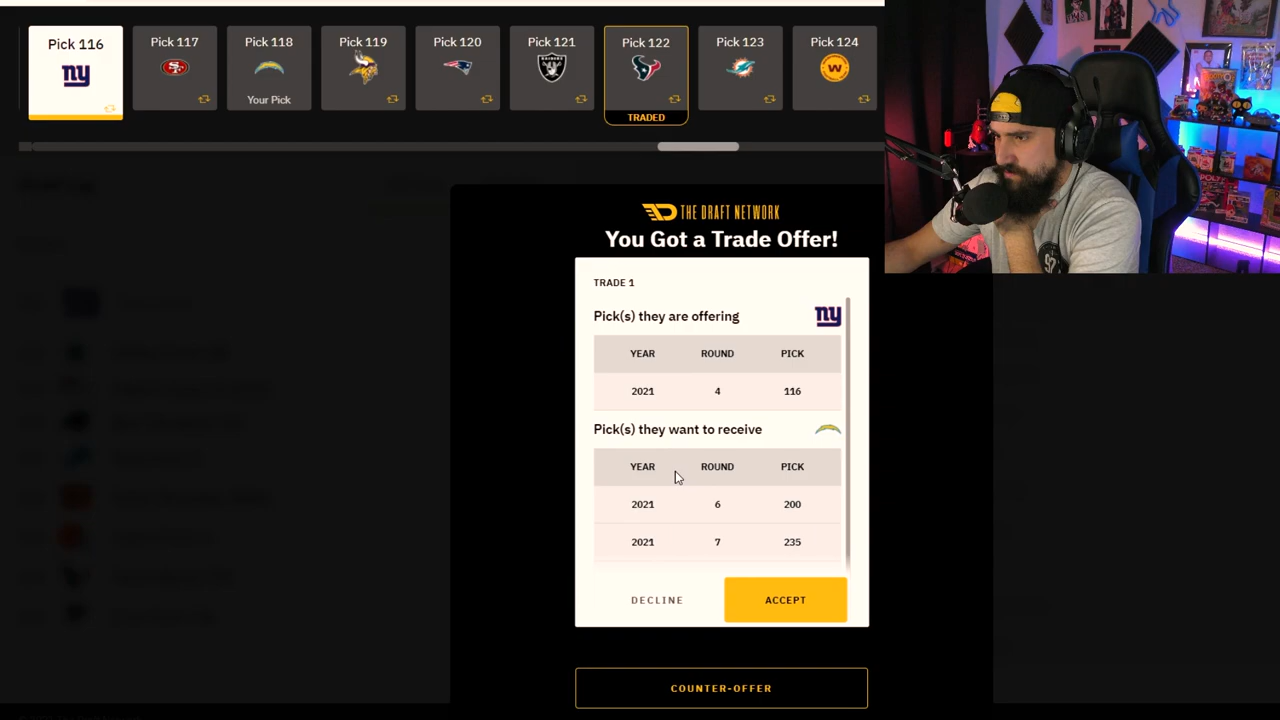 Pick 116
Pick 117
Pick 118
Pick 119
Pick 120
Pick 121
Pick 122
Pick 123
Pick 124
ny
RAIDERS
W
Your Pick
TRADED
THE DRAFT NETWORK
You Got a Trade Offer!
TRADE 1
Pick(s) they are offering
ny
YEAR ROUND PICK
2021 4 116
Pick(s) they want to receive
YEAR ROUND PICK
2021 6 200
2021 7 235
DECLINE
ACCEPT
COUNTER-OFFER